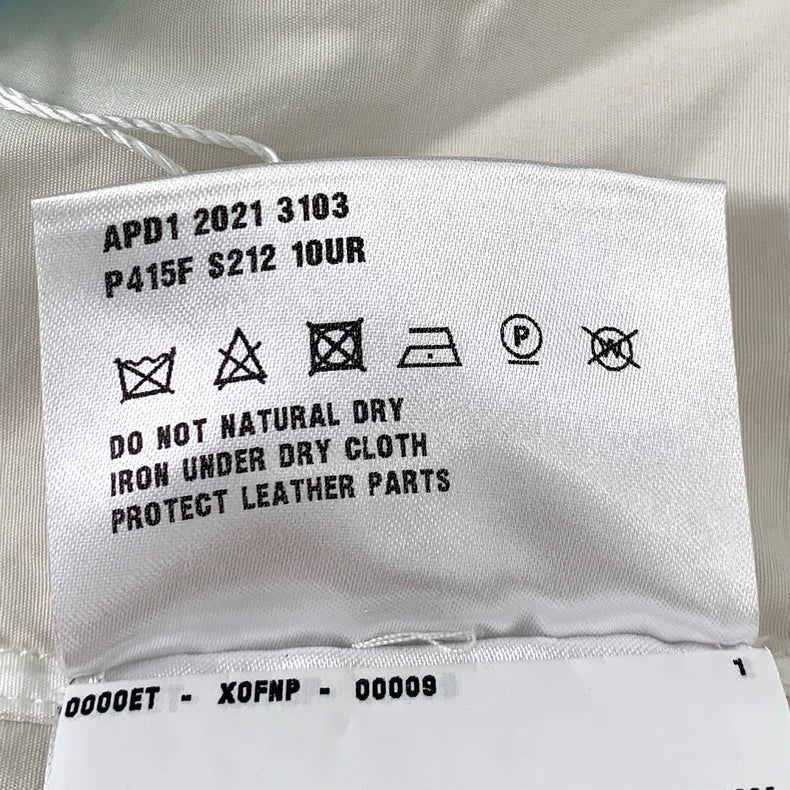 APD1 2021 3103
P415F S212 10UR
P
W
DO NOT NATURAL DRY
IRON UNDER DRY CLOTH
PROTECT LEATHER PARTS
1
0000ET - XOFNP - 00009